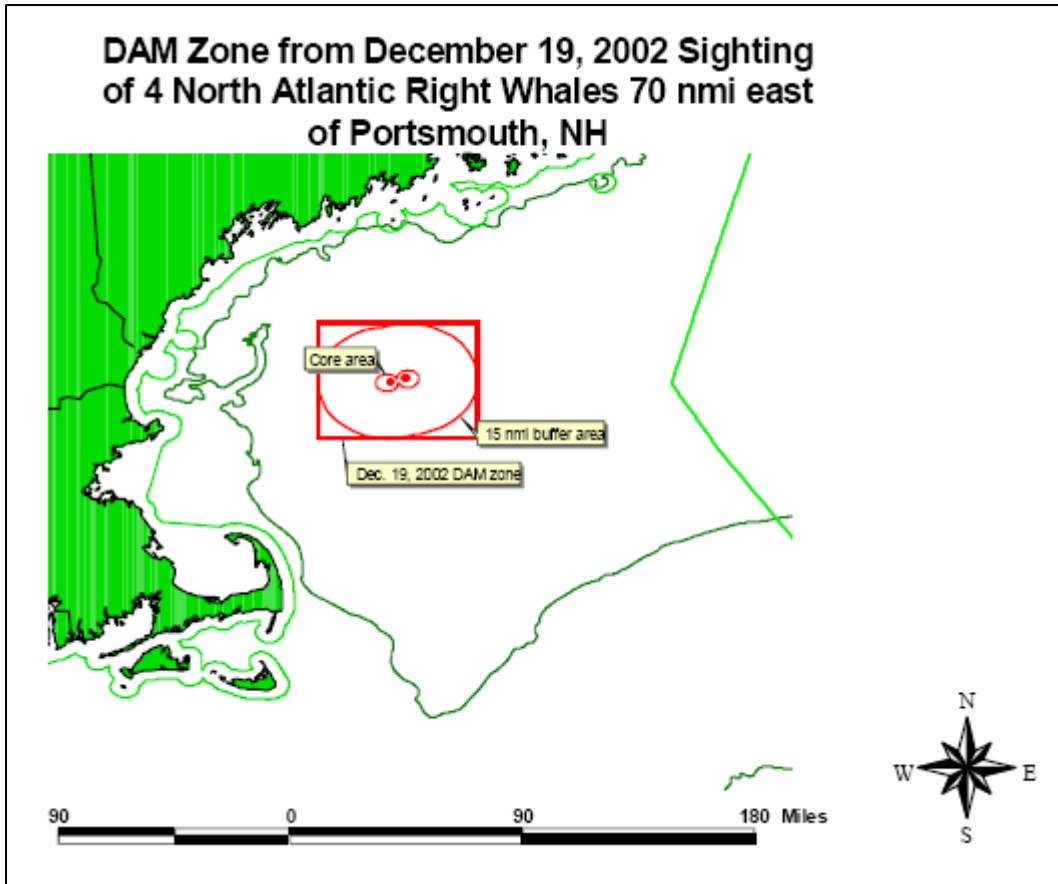 DAM Zone from December 19, 2002 Sighting
of 4 North Atlantic Right Whales 70 nmi east
of Portsmouth, NH
Core area
15 nmi buffer area
Dec. 19, 2002 DAM zone
N
W
E
S
90
0
90
180 Miles